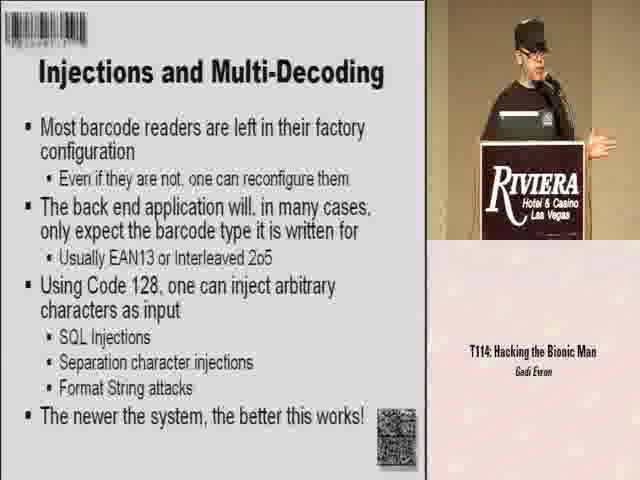 Injections and Multi-Decoding
Most barcode readers are left in their factory
configuration
Even if they are not, one can reconfigure them
The back end application will, in many cases,
only expect the barcode type it is written for
Usually EAN13 or Interleaved 2o5
Using Code 128, one can inject arbitrary
characters as input
SQL Injections
Separation character injections
Format String attacks
The newer the system, the better this works!
RIVIERA
Hotel & Casino
Las Vegas
T114: Hacking the Bionic Man
Gadi Evron